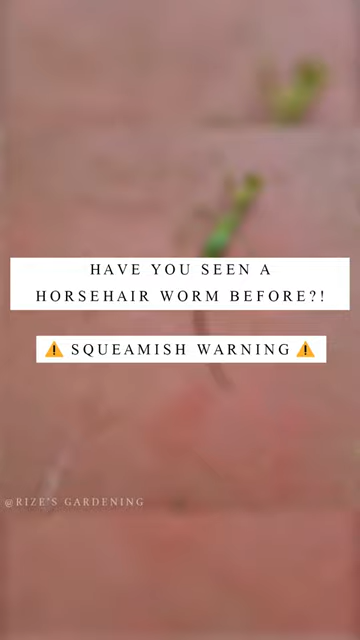 HAVE YOU SEEN A
HORSEHAIR WORM BEFORE?!
⚠️ SQUEAMISH WARNING ⚠️
@RIZE'S GARDENING